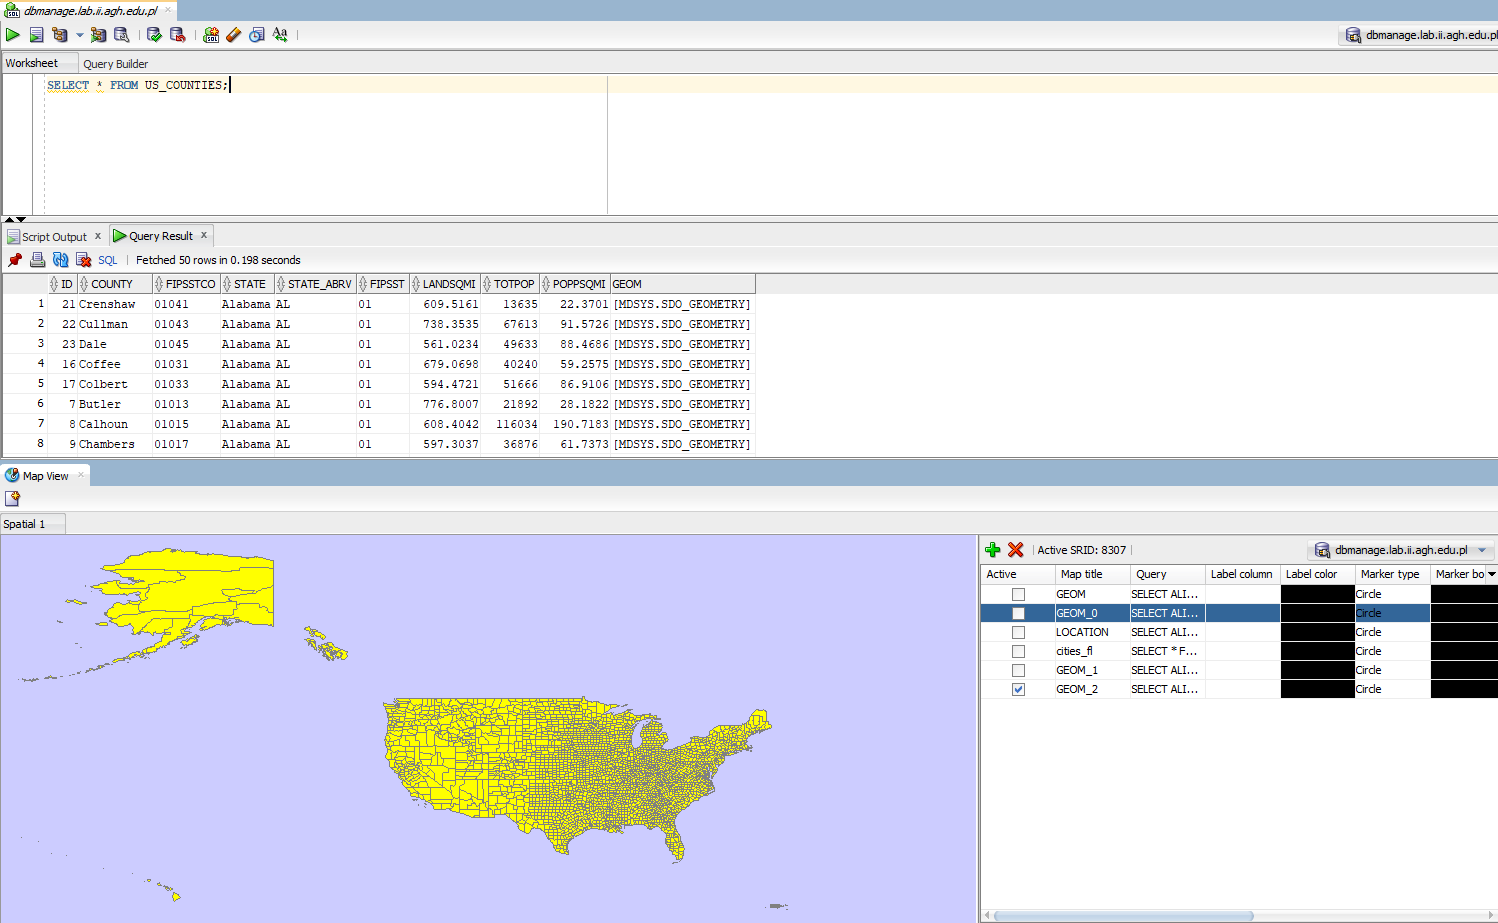 dbmanage.lab.ii.agh.edu.pl
Aa
dbmanage.lab.ii.agh.edu.pl
Worksheet Query Builder
SELECT * FROM US_COUNTIES;
Script Output x Query Result x
SQL Fetched 50 rows in 0.198 seconds
ID COUNTY FIPSSTCO STATE STATE_ABRV FIPSST LANDSQMI TOTPOP POPPSQMI GEOM
1 21 Crenshaw 01041 Alabama AL 01 609.5161 13635 22.3701 [MDSYS.SDO_GEOMETRY]
2 22 Cullman 01043 Alabama AL 01 738.3535 67613 91.5726 [MDSYS.SDO_GEOMETRY]
3 23 Dale 01045 Alabama AL 01 561.0234 49633 88.4686 [MDSYS.SDO_GEOMETRY]
4 16 Coffee 01031 Alabama AL 01 679.0698 40240 59.2575 [MDSYS.SDO_GEOMETRY]
5 17 Colbert 01033 Alabama AL 01 594.4721 51666 86.9106 [MDSYS.SDO_GEOMETRY]
6 7 Butler 01013 Alabama AL 01 776.8007 21892 28.1822 [MDSYS.SDO_GEOMETRY]
7 8 Calhoun 01015 Alabama AL 01 608.4042 116034 190.7183 [MDSYS.SDO_GEOMETRY]
8 9 Chambers 01017 Alabama AL 01 597.3037 36876 61.7373 [MDSYS.SDO_GEOMETRY]
Map View
Spatial 1
Active SRID: 8307 dbmanage.lab.ii.agh.edu.pl
Active Map title Query Label column Label color Marker type Marker bo
GEOM SELECT ALI... Circle
GEOM_0 SELECT ALI... Circle
LOCATION SELECT ALI... Circle
cities_fl SELECT * F... Circle
GEOM_1 SELECT ALI... Circle
GEOM_2 SELECT ALI... Circle